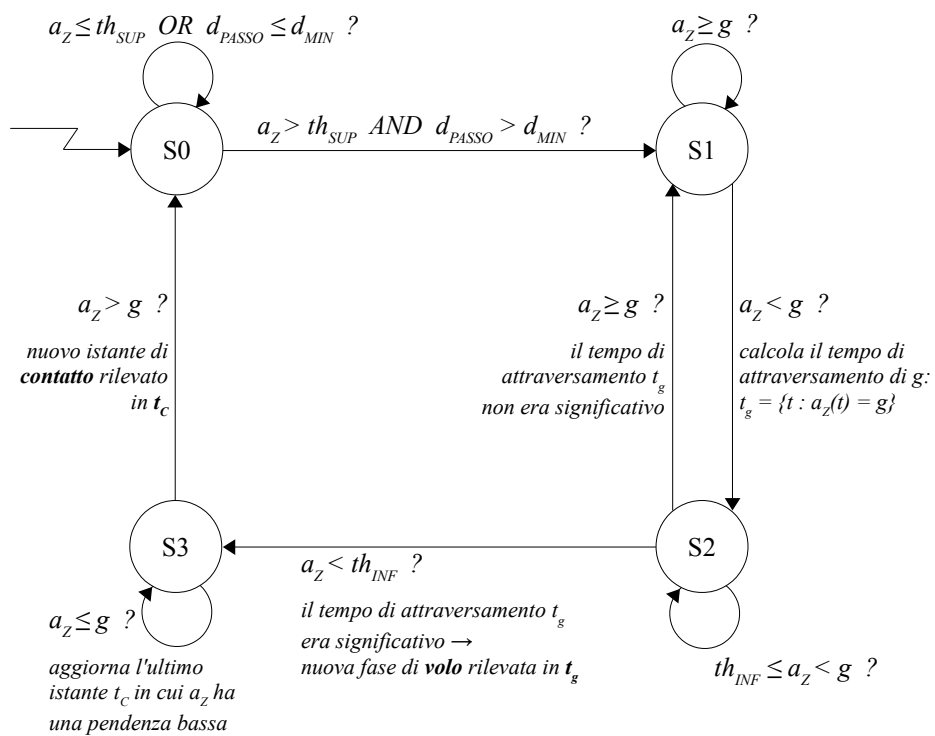 a_Z ≤ th_SUP OR d_PASSO ≤ d_MIN ?
a_Z ≥ g ?
S0
a_Z > th_SUP AND d_PASSO > d_MIN ?
S1
a_Z > g ?
nuovo istante di
contatto rilevato
in t_C
a_Z ≥ g ?
il tempo di
attraversamento t_g
non era significativo
a_Z < g ?
calcola il tempo di
attraversamento di g:
t_g = {t : a_Z(t) = g}
S3
a_Z < th_INF ?
il tempo di attraversamento t_g
era significativo →
nuova fase di volo rilevata in t_g
S2
a_Z ≤ g ?
aggiorna l'ultimo
istante t_C in cui a_Z ha
una pendenza bassa
th_INF ≤ a_Z < g ?